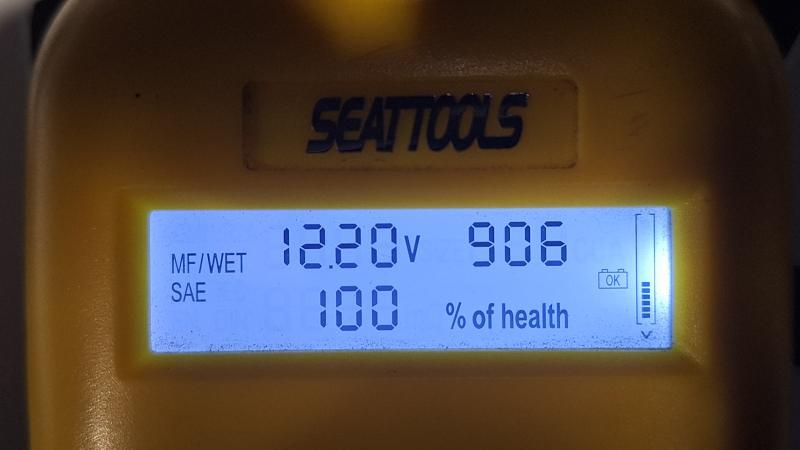 SEATTOOLS
MF/WET 12.20V 906
SAE 100 % of health
OK